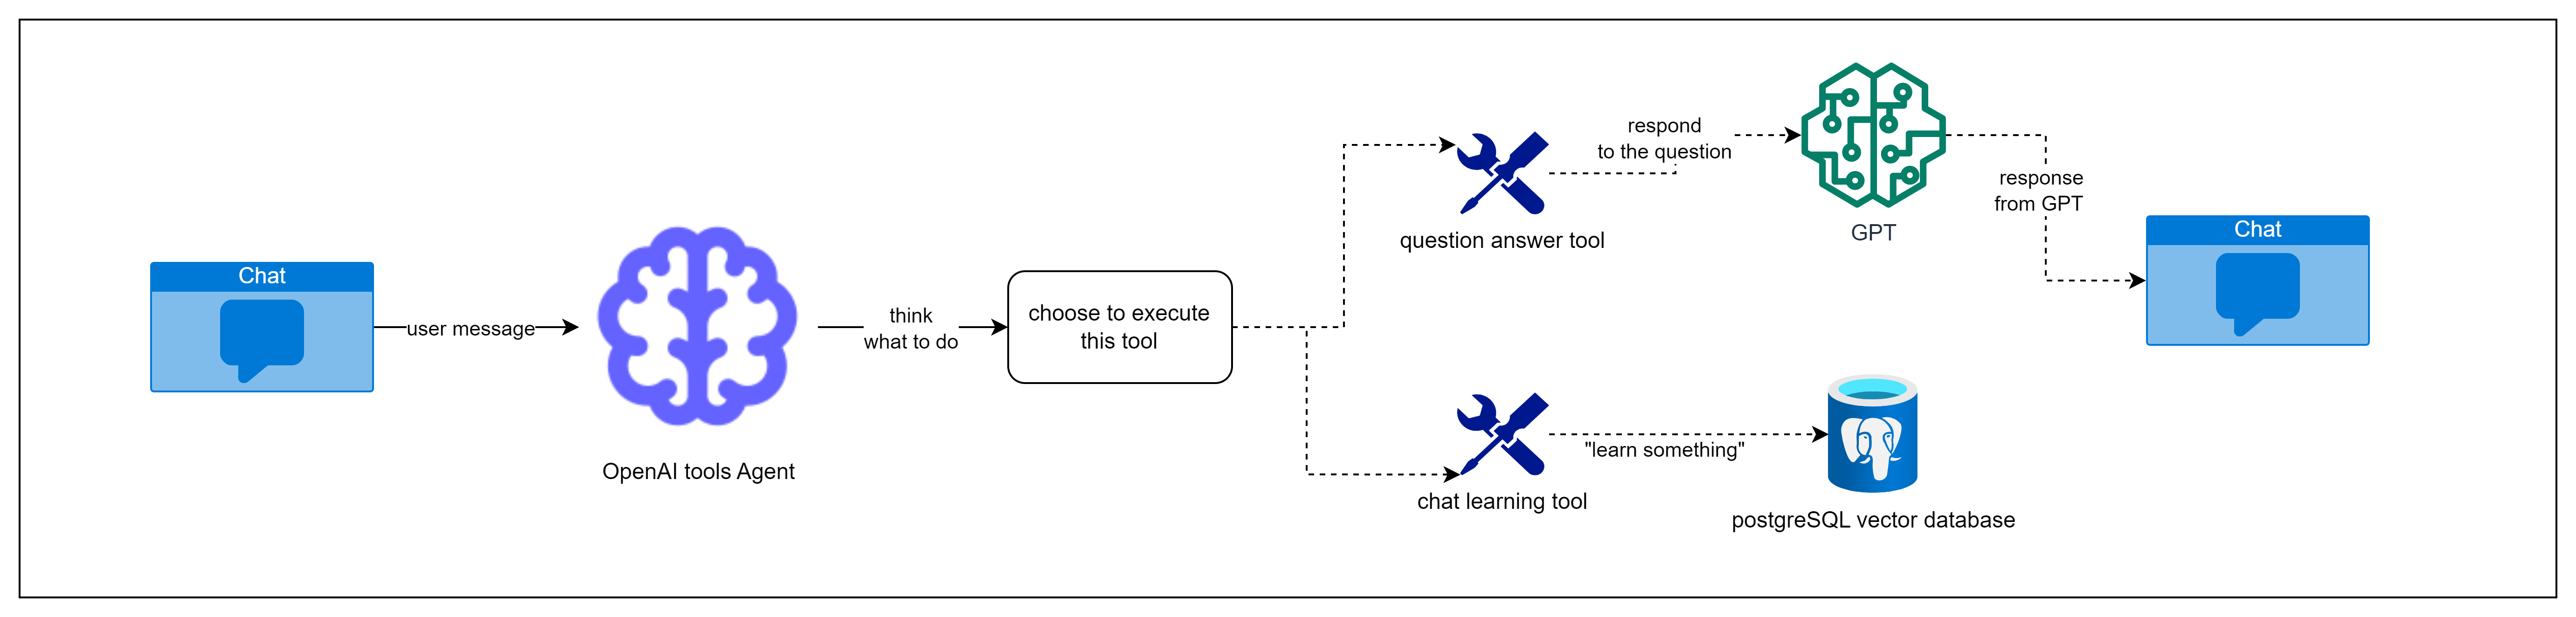 Chat
user message
OpenAI tools Agent
think
what to do
choose to execute
this tool
question answer tool
respond
to the question
GPT
response
from GPT
Chat
chat learning tool
"learn something"
postgreSQL vector database